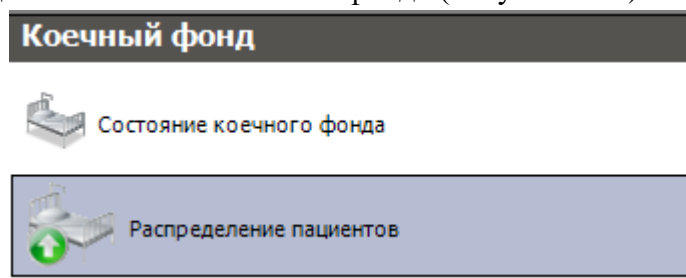 Коечный фонд
Состояние коечного фонда
Распределение пациентов